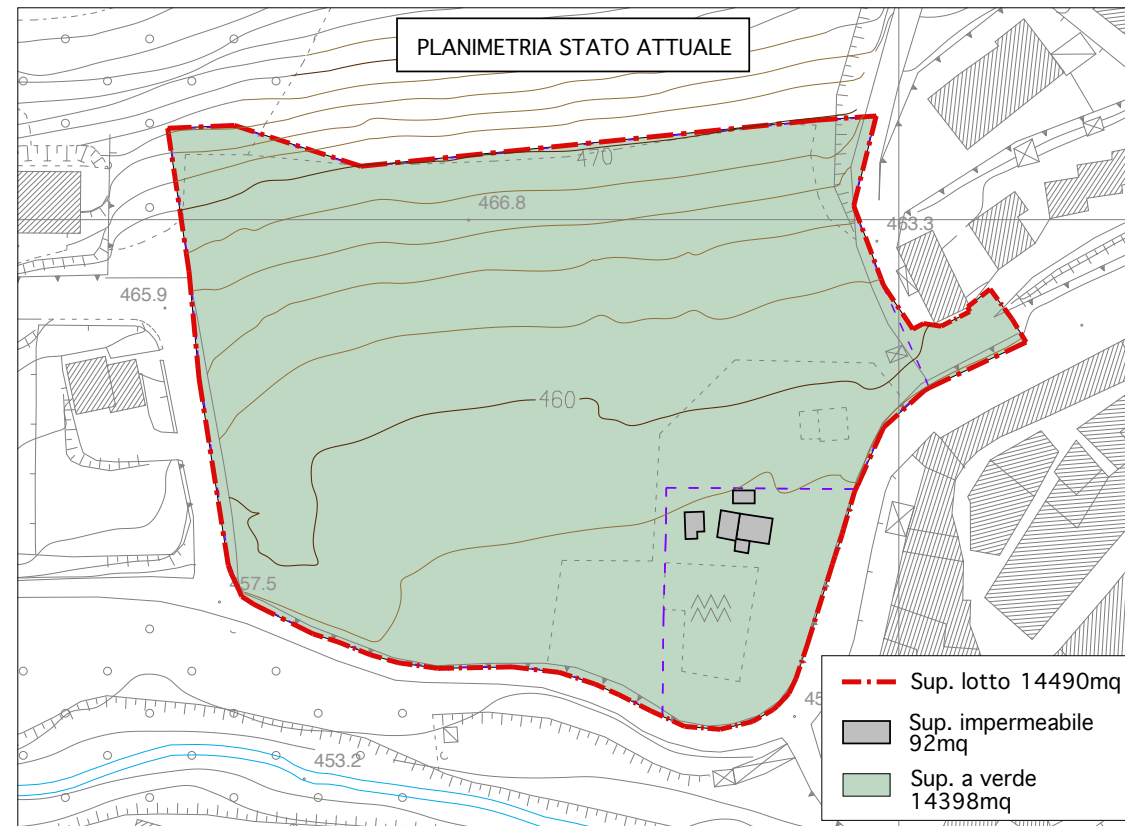 PLANIMETRIA STATO ATTUALE
470
466.8
463.3
465.9
460
457.5
453.2
Sup. lotto 14490mq
Sup. impermeabile
92mq
Sup. a verde
14398mq